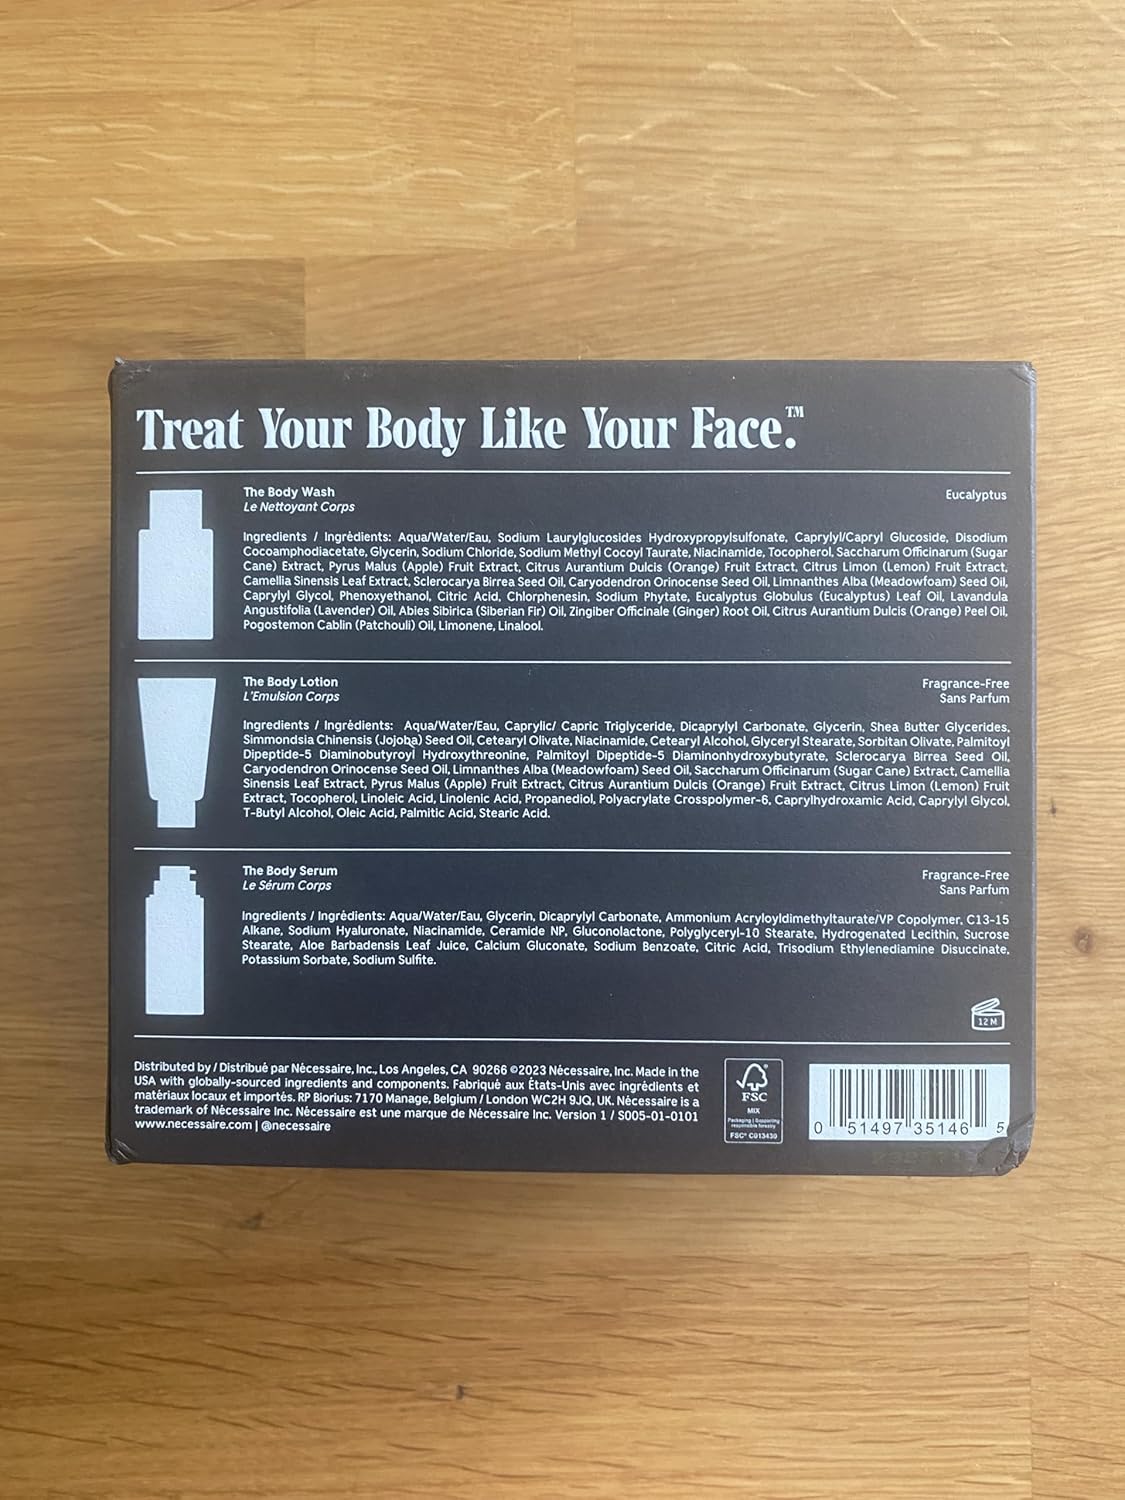 Treat Your Body Like Your Face.™
The Body Wash
Le Nettoyant Corps
Eucalyptus
Ingredients / Ingrédients: Aqua/Water/Eau, Sodium Laurylglucosides Hydroxypropylsulfonate, Caprylyl/Capryl Glucoside, Disodium
Cocoamphodiacetate, Glycerin, Sodium Chloride, Sodium Methyl Cocoyl Taurate, Niacinamide, Tocopherol, Saccharum Officinarum (Sugar
Cane) Extract, Pyrus Malus (Apple) Fruit Extract, Citrus Aurantium Dulcis (Orange) Fruit Extract, Citrus Limon (Lemon) Fruit Extract,
Camellia Sinensis Leaf Extract, Sclerocarya Birrea Seed Oil, Caryodendron Orinocense Seed Oil, Limnanthes Alba (Meadowfoam) Seed Oil,
Caprylyl Glycol, Phenoxyethanol, Citric Acid, Chlorphenesin, Sodium Phytate, Eucalyptus Globulus (Eucalyptus) Leaf Oil, Lavandula
Angustifolia (Lavender) Oil, Abies Sibirica (Siberian Fir) Oil, Zingiber Officinale (Ginger) Root Oil, Citrus Aurantium Dulcis (Orange) Peel Oil,
Pogostemon Cablin (Patchouli) Oil, Limonene, Linalool.
The Body Lotion
L'Emulsion Corps
Fragrance-Free
Sans Parfum
Ingredients / Ingrédients: Aqua/Water/Eau, Caprylic/ Capric Triglyceride, Dicaprylyl Carbonate, Glycerin, Shea Butter Glycerides,
Simmondsia Chinensis (Jojoba) Seed Oil, Cetearyl Olivate, Niacinamide, Cetearyl Alcohol, Glyceryl Stearate, Sorbitan Olivate, Palmitoyl
Dipeptide-5 Diaminobutyroyl Hydroxythreonine, Palmitoyl Dipeptide-5 Diaminonhydroxybutyrate, Sclerocarya Birrea Seed Oil,
Caryodendron Orinocense Seed Oil, Limnanthes Alba (Meadowfoam) Seed Oil, Saccharum Officinarum (Sugar Cane) Extract, Camellia
Sinensis Leaf Extract, Pyrus Malus (Apple) Fruit Extract, Citrus Aurantium Dulcis (Orange) Fruit Extract, Citrus Limon (Lemon) Fruit
Extract, Tocopherol, Linoleic Acid, Linolenic Acid, Propanediol, Polyacrylate Crosspolymer-6, Caprylhydroxamic Acid, Caprylyl Glycol,
T-Butyl Alcohol, Oleic Acid, Palmitic Acid, Stearic Acid.
The Body Serum
Le Sérum Corps
Fragrance-Free
Sans Parfum
Ingredients / Ingrédients: Aqua/Water/Eau, Glycerin, Dicaprylyl Carbonate, Ammonium Acryloyldimethyltaurate/VP Copolymer, C13-15
Alkane, Sodium Hyaluronate, Niacinamide, Ceramide NP, Gluconolactone, Polyglyceryl-10 Stearate, Hydrogenated Lecithin, Sucrose
Stearate, Aloe Barbadensis Leaf Juice, Calcium Gluconate, Sodium Benzoate, Citric Acid, Trisodium Ethylenediamine Disuccinate,
Potassium Sorbate, Sodium Sulfite.
12 M
Distributed by / Distribué par Nécessaire, Inc., Los Angeles, CA 90266 ©2023 Nécessaire, Inc. Made in the
USA with globally-sourced ingredients and components. Fabriqué aux États-Unis avec ingrédients et
matériaux locaux et importés. RP Biorius: 7170 Manage, Belgium / London WC2H 9JQ, UK. Nécessaire is a
trademark of Nécessaire Inc. Nécessaire est une marque de Nécessaire Inc. Version 1 / S005-01-0101
www.necessaire.com | @necessaire
FSC
MIX
Packaging | Supporting
responsible forestry
FSC® C013430
0 51497 35146 5